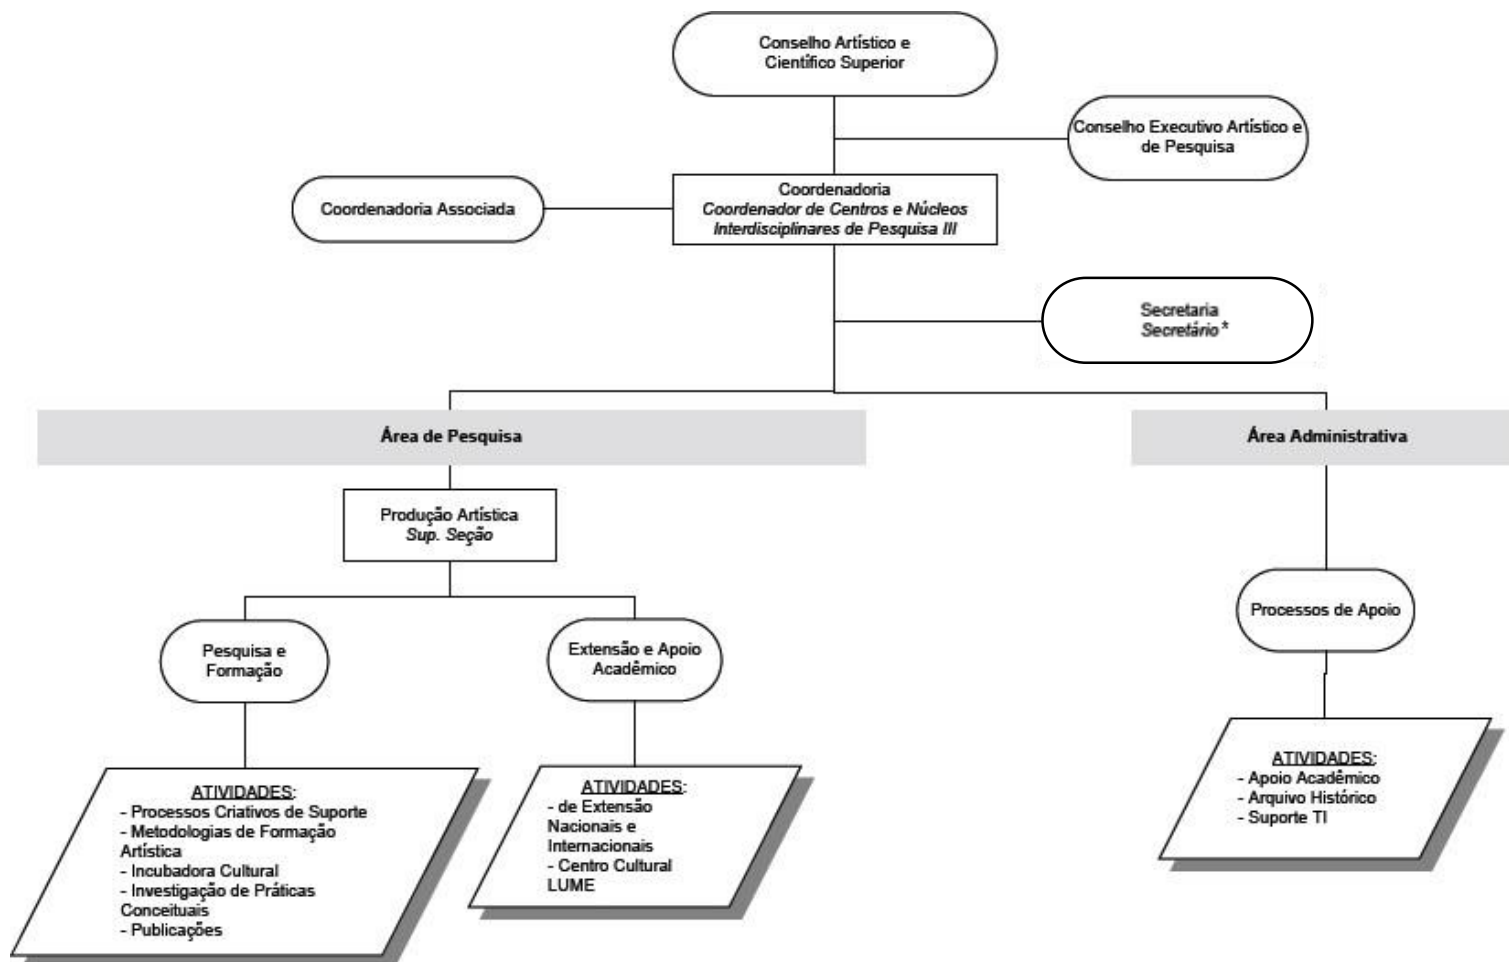 Conselho Artístico e
Científico Superior
Conselho Executivo Artístico e
de Pesquisa
Coordenadoria
Coordenador de Centros e Núcleos
Interdisciplinares de Pesquisa III
Coordenadoria Associada
Secretaria
Secretário*
Área de Pesquisa
Área Administrativa
Produção Artística
Sup. Seção
Processos de Apoio
Pesquisa e
Formação
Extensão e Apoio
Acadêmico
ATIVIDADES:
- Processos Criativos de Suporte
- Metodologias de Formação
Artística
- Incubadora Cultural
- Investigação de Práticas
Conceituais
- Publicações
ATIVIDADES:
- de Extensão
Nacionais e
Internacionais
- Centro Cultural
LUME
ATIVIDADES:
- Apoio Acadêmico
- Arquivo Histórico
- Suporte TI